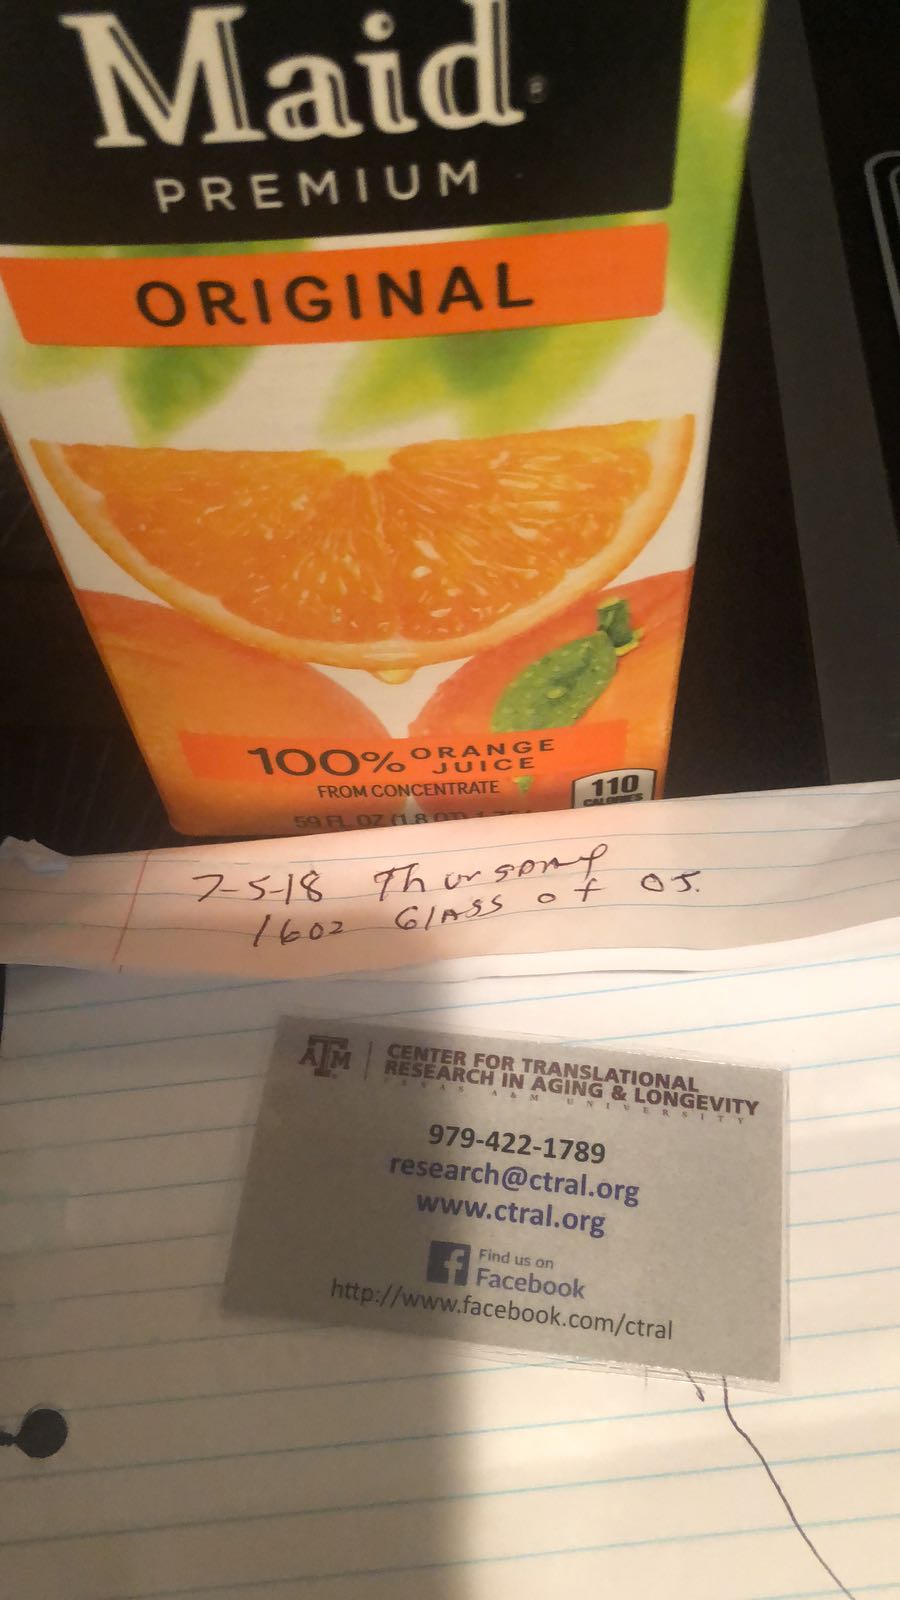 Maid®
PREMIUM
ORIGINAL
100% ORANGE JUICE
FROM CONCENTRATE
110
CALORIES
59 FL OZ (1.8 QT)
7-5-18 Thursday
16oz Glass of OJ.
ATM | CENTER FOR TRANSLATIONAL
RESEARCH IN AGING & LONGEVITY
TEXAS A&M UNIVERSITY
979-422-1789
research@ctral.org
www.ctral.org
f Find us on
Facebook
http://www.facebook.com/ctral